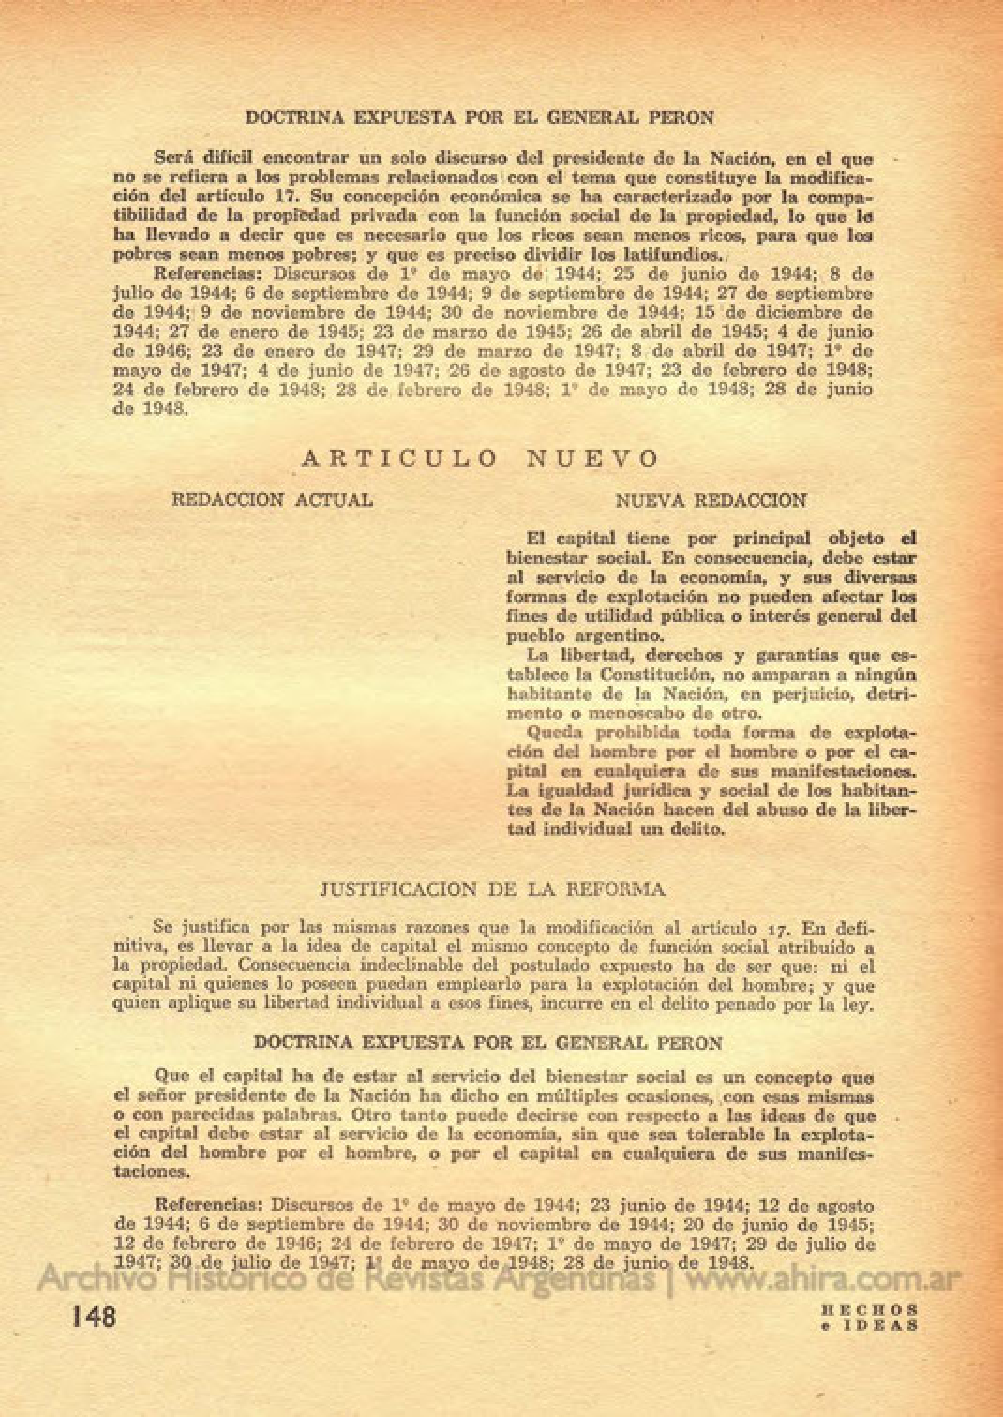 DOCTRINA EXPUESTA POR EL GENERAL PERON
Será difícil encontrar un solo discurso del presidente de la Nación, en el que
no se refiera a los problemas relacionados con el tema que constituye la modifica-
ción del artículo 17. Su concepción económica se ha caracterizado por la compa-
tibilidad de la propiedad privada con la función social de la propiedad, lo que lo
ha llevado a decir que es necesario que los ricos sean menos ricos, para que los
pobres sean menos pobres; y que es preciso dividir los latifundios.
Referencias: Discursos de 1º de mayo de 1944; 25 de junio de 1944; 8 de
julio de 1944; 6 de septiembre de 1944; 9 de septiembre de 1944; 27 de septiembre
de 1944; 9 de noviembre de 1944; 30 de noviembre de 1944; 15 de diciembre de
1944; 27 de enero de 1945; 23 de marzo de 1945; 26 de abril de 1945; 4 de junio
de 1946; 23 de enero de 1947; 29 de marzo de 1947; 8 de abril de 1947; 1º de
mayo de 1947; 4 de junio de 1947; 26 de agosto de 1947; 23 de febrero de 1948;
24 de febrero de 1948; 28 de febrero de 1948; 1º de mayo de 1948; 28 de junio
de 1948.
ARTICULO NUEVO
REDACCION ACTUAL
NUEVA REDACCION
El capital tiene por principal objeto el
bienestar social. En consecuencia, debe estar
al servicio de la economía, y sus diversas
formas de explotación no pueden afectar los
fines de utilidad pública o interés general del
pueblo argentino.
La libertad, derechos y garantías que es-
tablece la Constitución, no amparan a ningún
habitante de la Nación, en perjuicio, detri-
mento o menoscabo de otro.
Queda prohibida toda forma de explota-
ción del hombre por el hombre o por el ca-
pital en cualquiera de sus manifestaciones.
La igualdad jurídica y social de los habitan-
tes de la Nación hacen del abuso de la liber-
tad individual un delito.
JUSTIFICACION DE LA REFORMA
Se justifica por las mismas razones que la modificación al artículo 17. En defi-
nitiva, es llevar a la idea de capital el mismo concepto de función social atribuído a
la propiedad. Consecuencia indeclinable del postulado expuesto ha de ser que: ni el
capital ni quienes lo poseen puedan emplearlo para la explotación del hombre; y que
quien aplique su libertad individual a esos fines, incurre en el delito penado por la ley.
DOCTRINA EXPUESTA POR EL GENERAL PERON
Que el capital ha de estar al servicio del bienestar social es un concepto que
el señor presidente de la Nación ha dicho en múltiples ocasiones, con esas mismas
o con parecidas palabras. Otro tanto puede decirse con respecto a las ideas de que
el capital debe estar al servicio de la economía, sin que sea tolerable la explota-
ción del hombre por el hombre, o por el capital en cualquiera de sus manifes-
taciones.
Referencias: Discursos de 1º de mayo de 1944; 23 junio de 1944; 12 de agosto
de 1944; 6 de septiembre de 1944; 30 de noviembre de 1944; 20 de junio de 1945;
12 de febrero de 1946; 24 de febrero de 1947; 1º de mayo de 1947; 29 de julio de
1947; 30 de julio de 1947; 1º de mayo de 1948; 28 de junio de 1948.
Archivo Histórico de Revistas Argentinas | www.ahira.com.ar
148
HECHOS
e IDEAS